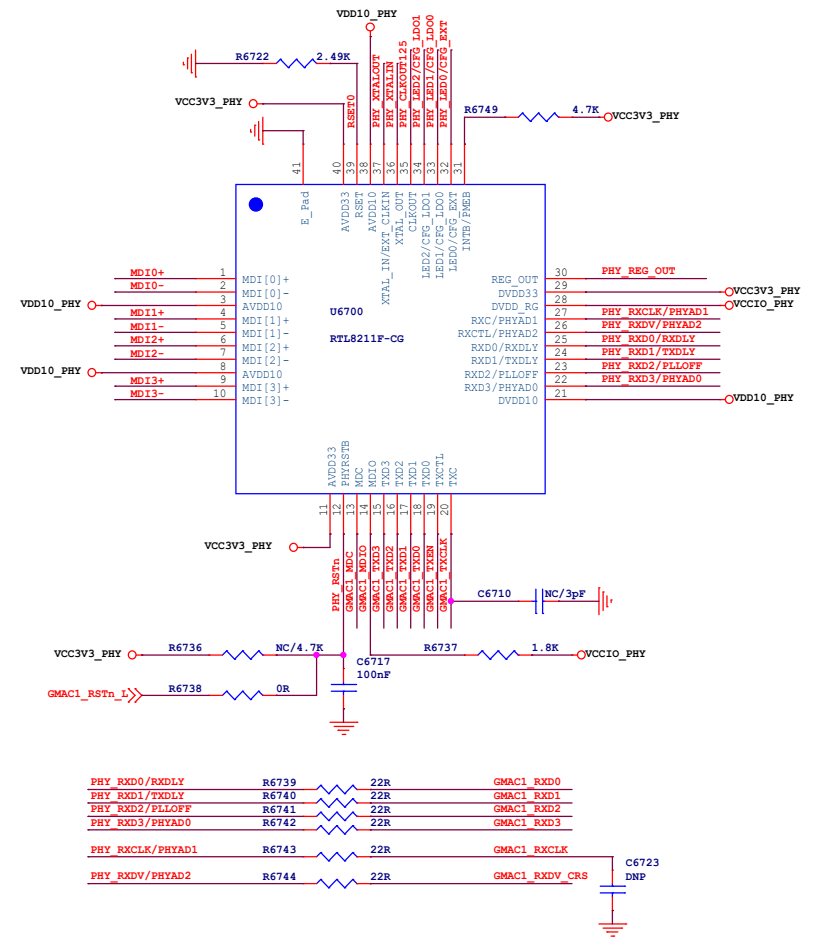 VDD10_PHY
R6722 2.49K
VCC3V3_PHY
RSET0
PHY_XTALOUT
PHY_XTALIN
PHY_CLKOUT125
PHY_LED2/CFG_LDO1
PHY_LED1/CFG_LDO0
PHY_LED0/CFG_EXT
R6749 4.7K VCC3V3_PHY
41 40 39 38 37 36 35 34 33 32 31
E_Pad
AVDD33
RSET
AVDD10
XTAL_IN/EXT_CLKIN
XTAL_OUT
CLKOUT
LED2/CFG_LDO1
LED1/CFG_LDO0
LED0/CFG_EXT
INTB/PMEB
MDI0+ 1 MDI[0]+
MDI0- 2 MDI[0]-
VDD10_PHY 3 AVDD10
MDI1+ 4 MDI[1]+
MDI1- 5 MDI[1]-
MDI2+ 6 MDI[2]+
MDI2- 7 MDI[2]-
VDD10_PHY 8 AVDD10
MDI3+ 9 MDI[3]+
MDI3- 10 MDI[3]-
U6700
RTL8211F-CG
REG_OUT 30 PHY_REG_OUT
DVDD33 29 VCC3V3_PHY
DVDD_RG 28 VCCIO_PHY
RXC/PHYAD1 27 PHY_RXCLK/PHYAD1
RXCTL/PHYAD2 26 PHY_RXDV/PHYAD2
RXD0/RXDLY 25 PHY_RXD0/RXDLY
RXD1/TXDLY 24 PHY_RXD1/TXDLY
RXD2/PLLOFF 23 PHY_RXD2/PLLOFF
RXD3/PHYAD0 22 PHY_RXD3/PHYAD0
DVDD10 21 VDD10_PHY
AVDD33
PHYRSTB
MDC
MDIO
TXD3
TXD2
TXD1
TXD0
TXCTL
TXC
11 12 13 14 15 16 17 18 19 20
VCC3V3_PHY
PHY_RSTn
GMAC1_MDC
GMAC1_MDIO
GMAC1_TXD3
GMAC1_TXD2
GMAC1_TXD1
GMAC1_TXD0
GMAC1_TXEN
GMAC1_TXCLK
C6710 NC/3pF
VCC3V3_PHY R6736 NC/4.7K
R6737 1.8K VCCIO_PHY
C6717
100nF
GMAC1_RSTn_L R6738 0R
PHY_RXD0/RXDLY R6739 22R GMAC1_RXD0
PHY_RXD1/TXDLY R6740 22R GMAC1_RXD1
PHY_RXD2/PLLOFF R6741 22R GMAC1_RXD2
PHY_RXD3/PHYAD0 R6742 22R GMAC1_RXD3
PHY_RXCLK/PHYAD1 R6743 22R GMAC1_RXCLK
C6723
DNP
PHY_RXDV/PHYAD2 R6744 22R GMAC1_RXDV_CRS